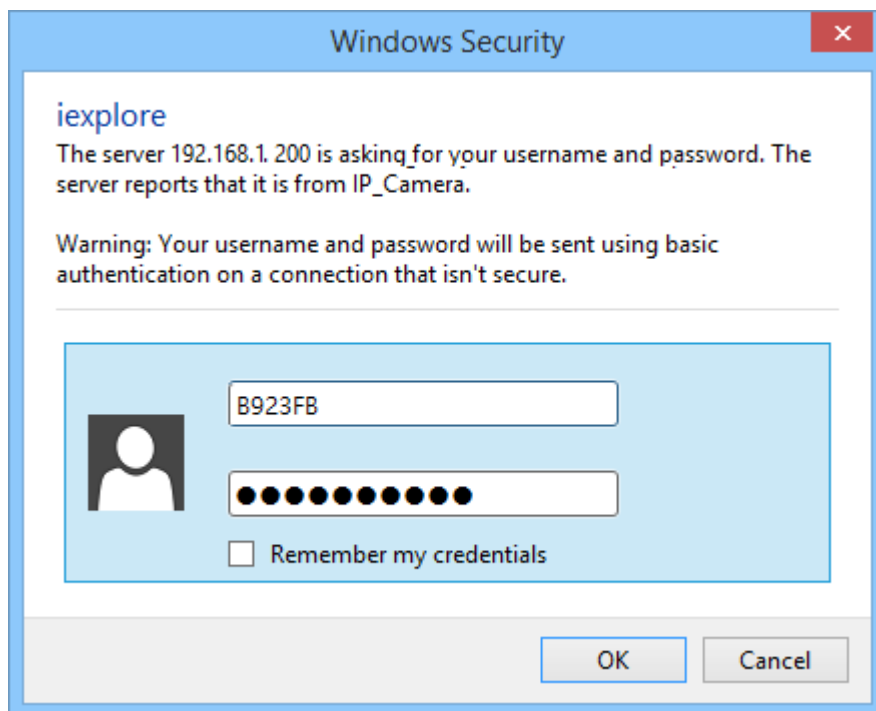 Windows Security
iexplore
The server 192.168.1. 200 is asking for your username and password. The
server reports that it is from IP_Camera.
Warning: Your username and password will be sent using basic
authentication on a connection that isn't secure.
B923FB
●●●●●●●●●●
Remember my credentials
OK Cancel